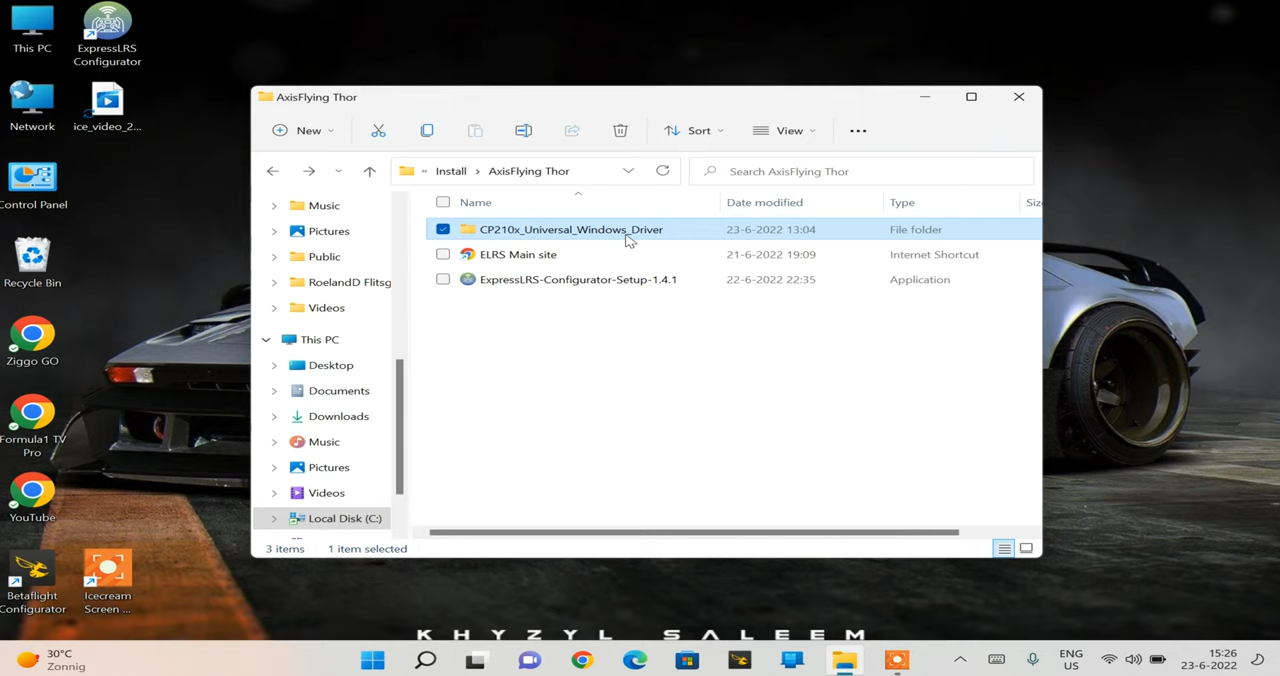 This PC
ExpressLRS
Configurator
Network
ice_video_2...
Control Panel
Recycle Bin
Ziggo GO
Formula1 TV
Pro
YouTube
Betaflight
Configurator
Icecream
Screen ...
AxisFlying Thor
New
Sort
View
« Install > AxisFlying Thor
Search AxisFlying Thor
Music
Pictures
Public
RoelandD Flitsg
Videos
This PC
Desktop
Documents
Downloads
Music
Pictures
Videos
Local Disk (C:)
Name Date modified Type Siz
CP210x_Universal_Windows_Driver 23-6-2022 13:04 File folder
ELRS Main site 21-6-2022 19:09 Internet Shortcut
ExpressLRS-Configurator-Setup-1.4.1 22-6-2022 22:35 Application
3 items 1 item selected
KHYZYL SALEEM
30°C
Zonnig
ENG
US
15:26
23-6-2022